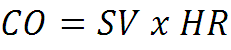 CO = SV x HR